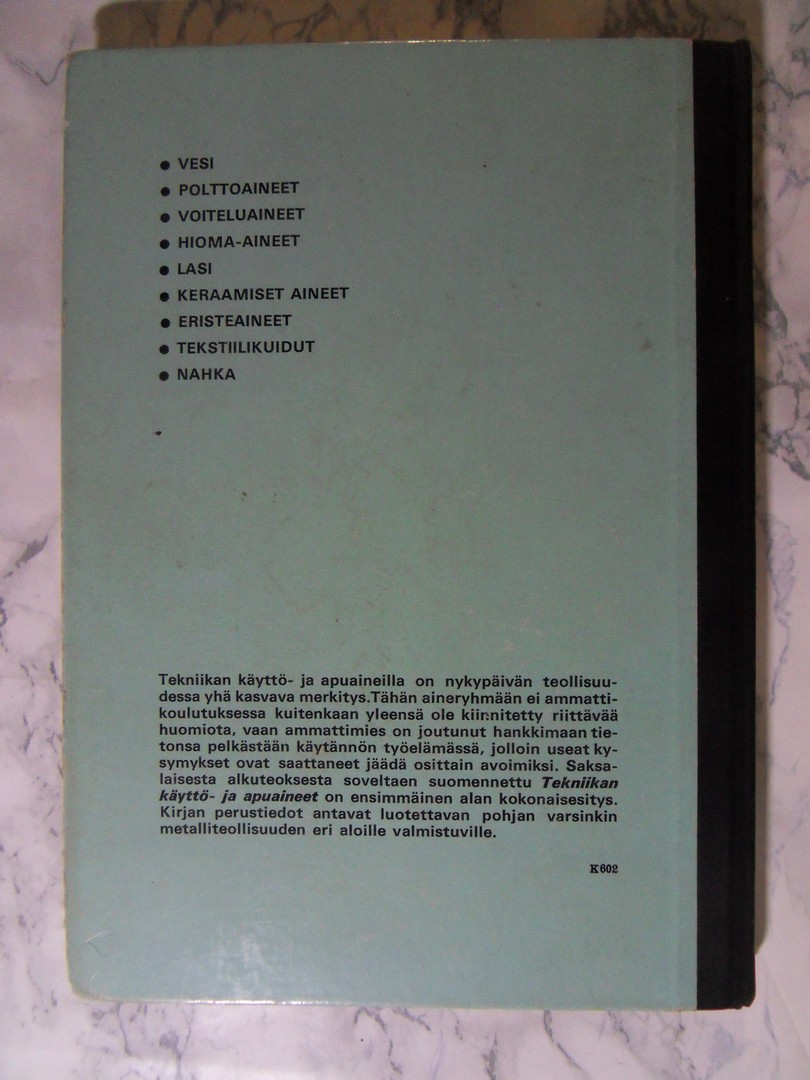 ● VESI
● POLTTOAINEET
● VOITELUAINEET
● HIOMA-AINEET
● LASI
● KERAAMISET AINEET
● ERISTEAINEET
● TEKSTIILIKUIDUT
● NAHKA
Tekniikan käyttö- ja apuaineilla on nykypäivän teollisuu-
dessa yhä kasvava merkitys.Tähän aineryhmään ei ammatti-
koulutuksessa kuitenkaan yleensä ole kiinnitetty riittävää
huomiota, vaan ammattimies on joutunut hankkimaan tie-
tonsa pelkästään käytännön työelämässä, jolloin useat ky-
symykset ovat saattaneet jäädä osittain avoimiksi. Saksa-
laisesta alkuteoksesta soveltaen suomennettu Tekniikan
käyttö- ja apuaineet on ensimmäinen alan kokonaisesitys.
Kirjan perustiedot antavat luotettavan pohjan varsinkin
metalliteollisuuden eri aloille valmistuville.
K602